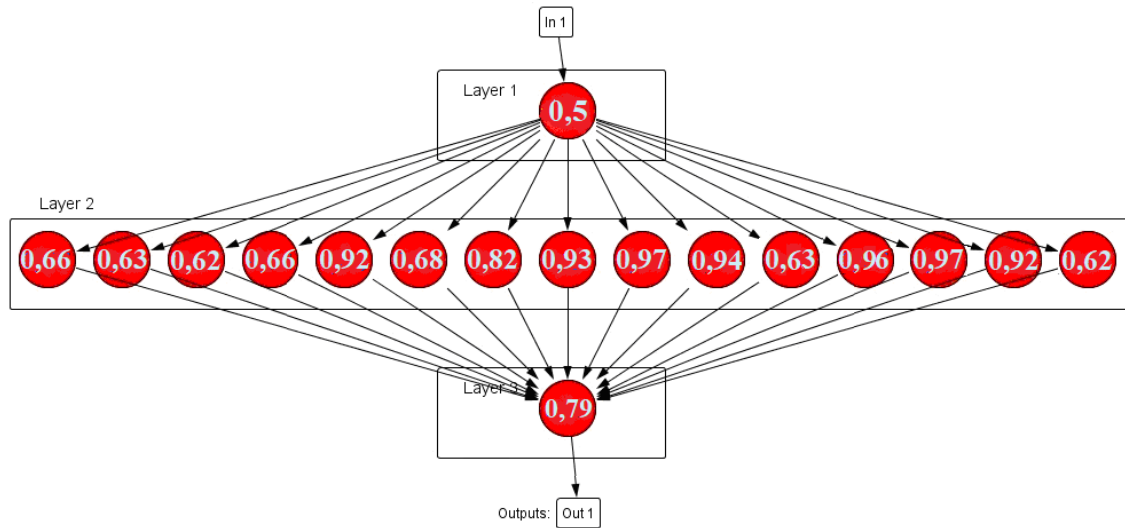 In 1
Layer 1
0,5
Layer 2
0,66 0,63 0,62 0,66 0,92 0,68 0,82 0,93 0,97 0,94 0,63 0,96 0,97 0,92 0,62
Layer 3
0,79
Outputs: Out 1